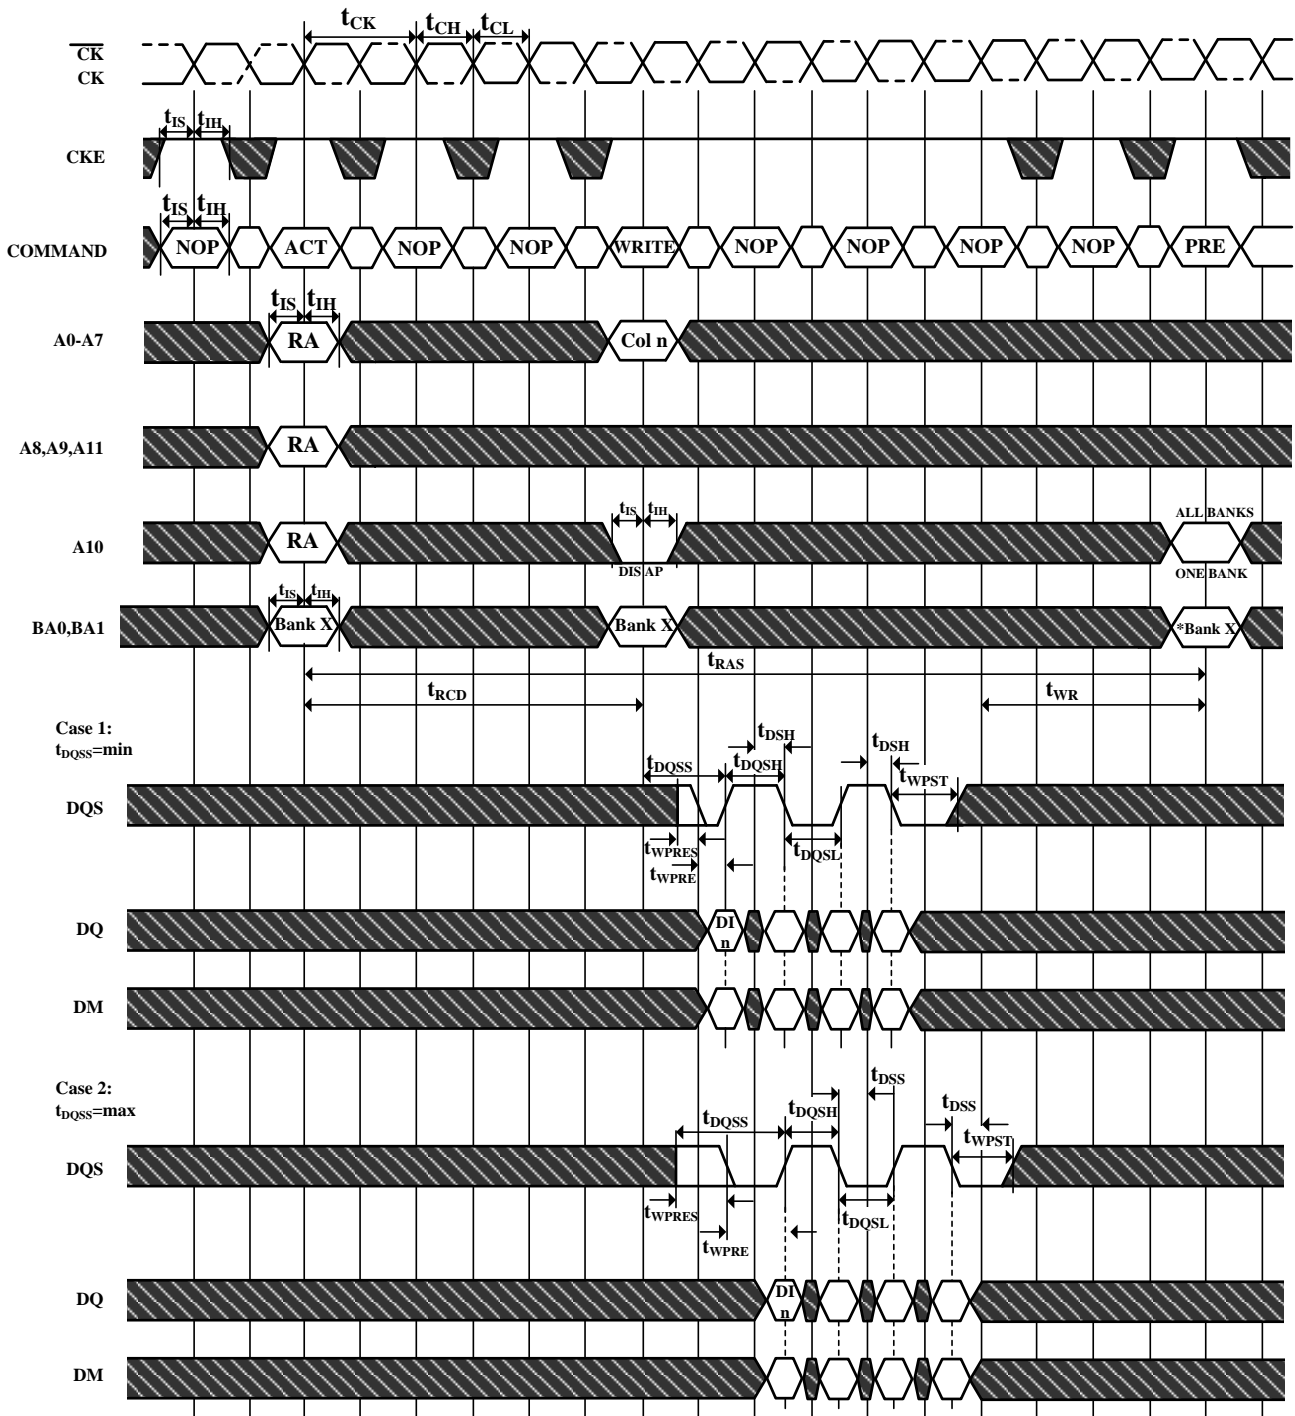 tCK tCH tCL
CK
CK
tIS tIH
CKE
tIS tIH
COMMAND NOP ACT NOP NOP WRITE NOP NOP NOP NOP PRE
tIS tIH
A0-A7 RA Col n
A8,A9,A11 RA
tIS tIH ALL BANKS
A10 RA
DIS AP ONE BANK
tIS tIH
BA0,BA1 Bank X Bank X *Bank X
tRAS
tRCD tWR
Case 1:
tDQSS=min
tDSH tDSH
tDQSS tDQSH tWPST
DQS
tWPRES tDQSL
tWPRE
DQ DI
n
DM
Case 2:
tDQSS=max
tDSS tDSS
tDQSS tDQSH tWPST
DQS
tWPRES tDQSL
tWPRE
DQ DI
n
DM